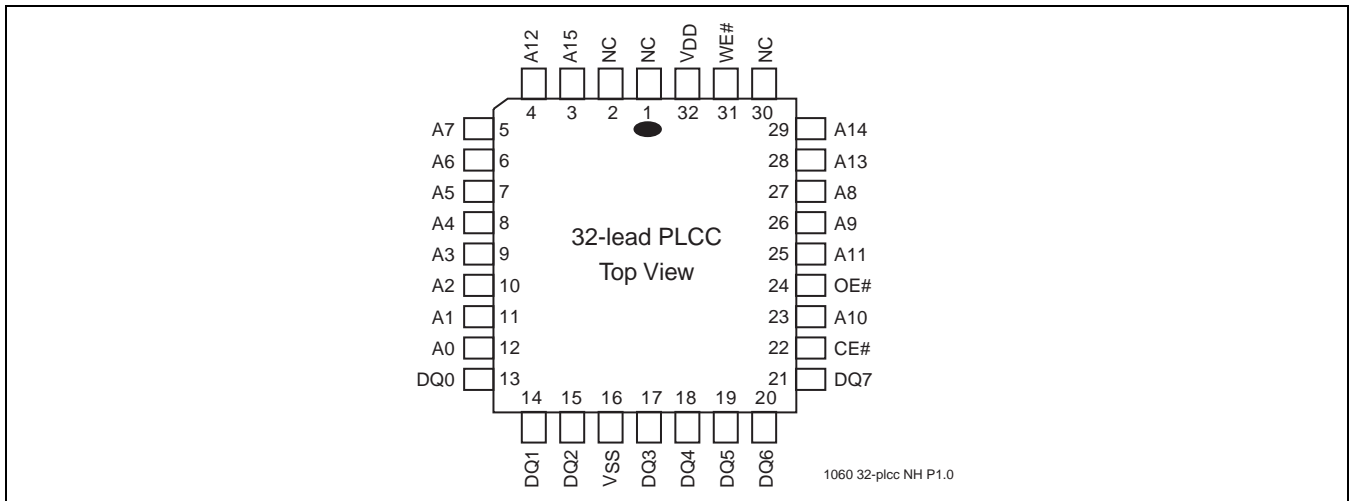 A12 A15 NC NC VDD WE# NC
4 3 2 1 32 31 30
A7 5 29 A14
A6 6 28 A13
A5 7 27 A8
A4 8 26 A9
A3 9 25 A11
A2 10 24 OE#
A1 11 23 A10
A0 12 22 CE#
DQ0 13 21 DQ7
32-lead PLCC
Top View
14 15 16 17 18 19 20
DQ1 DQ2 VSS DQ3 DQ4 DQ5 DQ6
1060 32-plcc NH P1.0